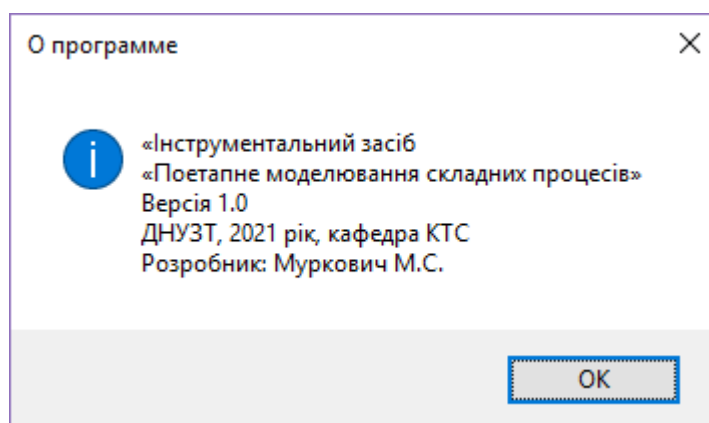 О программе
«Інструментальний засіб
«Поетапне моделювання складних процесів»
Версія 1.0
ДНУЗТ, 2021 рік, кафедра КТС
Розробник: Муркович М.С.
OK